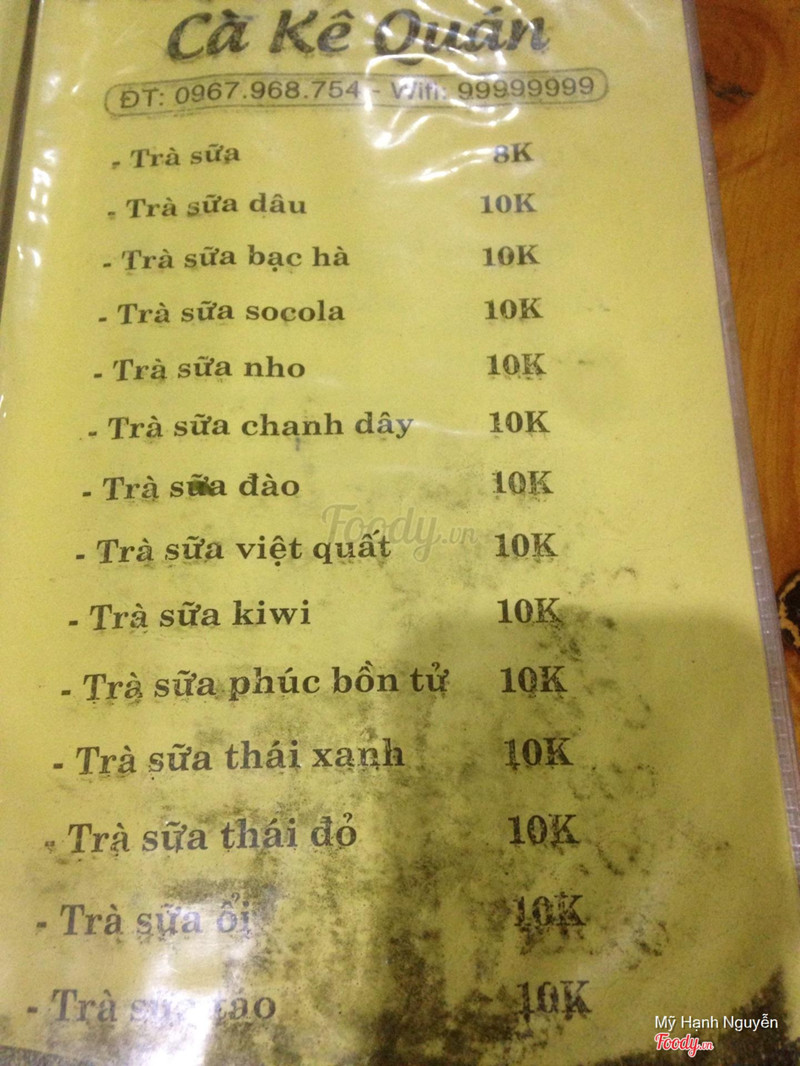 Cà Kê Quán
ĐT: 0967.968.754 - Wifi: 99999999
- Trà sữa 8K
- Trà sữa dâu 10K
- Trà sữa bạc hà 10K
- Trà sữa socola 10K
- Trà sữa nho 10K
- Trà sữa chanh dây 10K
- Trà sữa đào 10K
- Trà sữa việt quất 10K
- Trà sữa kiwi 10K
- Trà sữa phúc bồn tử 10K
- Trà sữa thái xanh 10K
- Trà sữa thái đỏ 10K
- Trà sữa ổi 10K
- Trà sữa táo 10K
Foody.vn
Mỹ Hạnh Nguyễn
Foody.vn